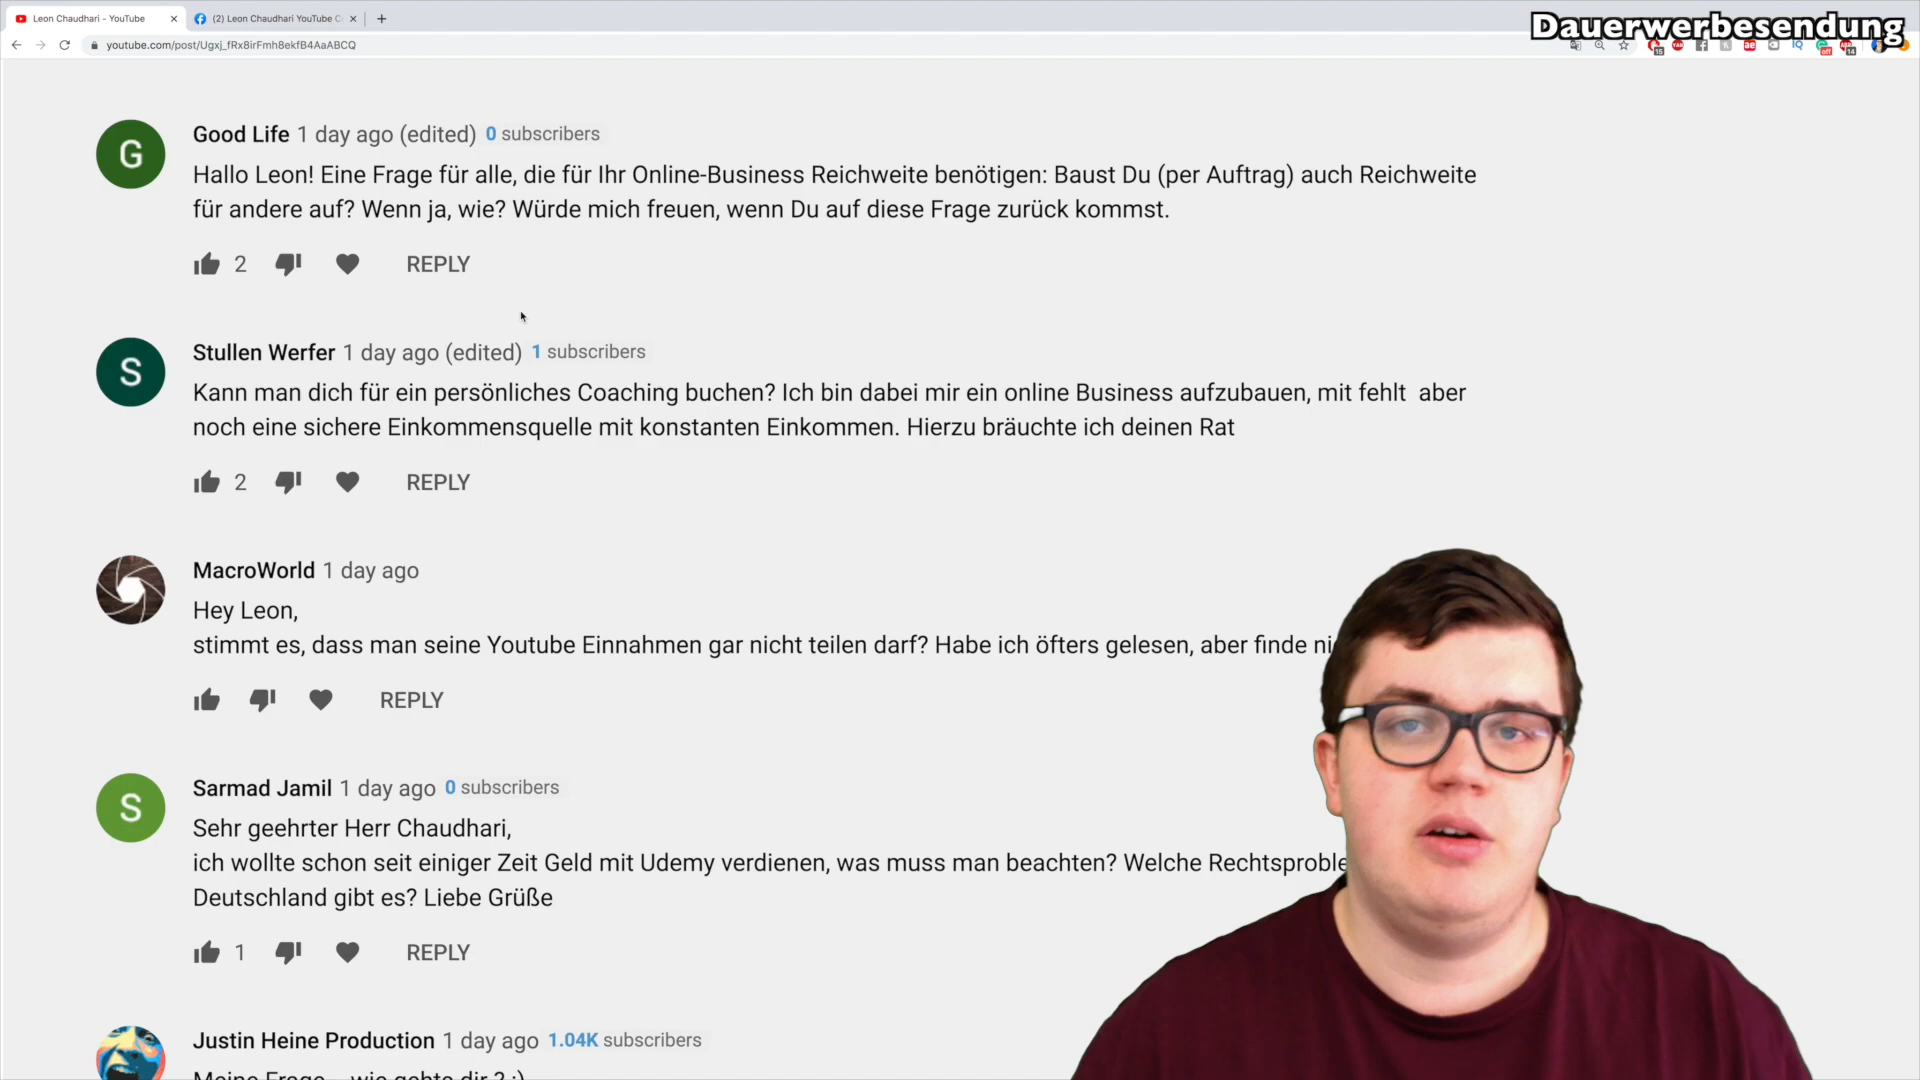 Leon Chaudhari - YouTube
(2) Leon Chaudhari YouTube C
Dauerwerbesendung
youtube.com/post/Ugxj_fRx8irFmh8ekfB4AaABCQ
Good Life 1 day ago (edited) 0 subscribers
Hallo Leon! Eine Frage für alle, die für Ihr Online-Business Reichweite benötigen: Baust Du (per Auftrag) auch Reichweite
für andere auf? Wenn ja, wie? Würde mich freuen, wenn Du auf diese Frage zurück kommst.
2 REPLY
Stullen Werfer 1 day ago (edited) 1 subscribers
Kann man dich für ein persönliches Coaching buchen? Ich bin dabei mir ein online Business aufzubauen, mit fehlt aber
noch eine sichere Einkommensquelle mit konstanten Einkommen. Hierzu bräuchte ich deinen Rat
2 REPLY
MacroWorld 1 day ago
Hey Leon,
stimmt es, dass man seine Youtube Einnahmen gar nicht teilen darf? Habe ich öfters gelesen, aber finde
REPLY
Sarmad Jamil 1 day ago 0 subscribers
Sehr geehrter Herr Chaudhari,
ich wollte schon seit einiger Zeit Geld mit Udemy verdienen, was muss man beachten? Welche Rechtsproble
Deutschland gibt es? Liebe Grüße
1 REPLY
Justin Heine Production 1 day ago 1.04K subscribers
Meine Frage... wie gehts dir ? :)